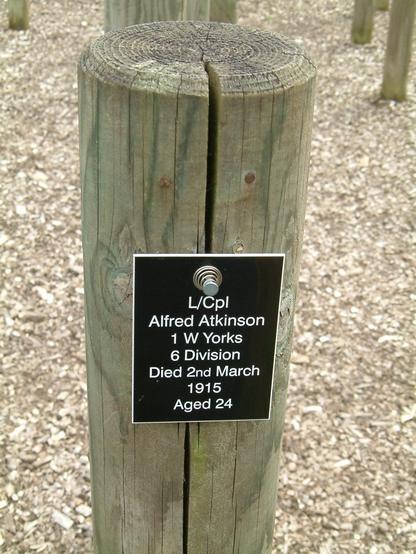 L/Cpl
Alfred Atkinson
1 W Yorks
6 Division
Died 2nd March
1915
Aged 24